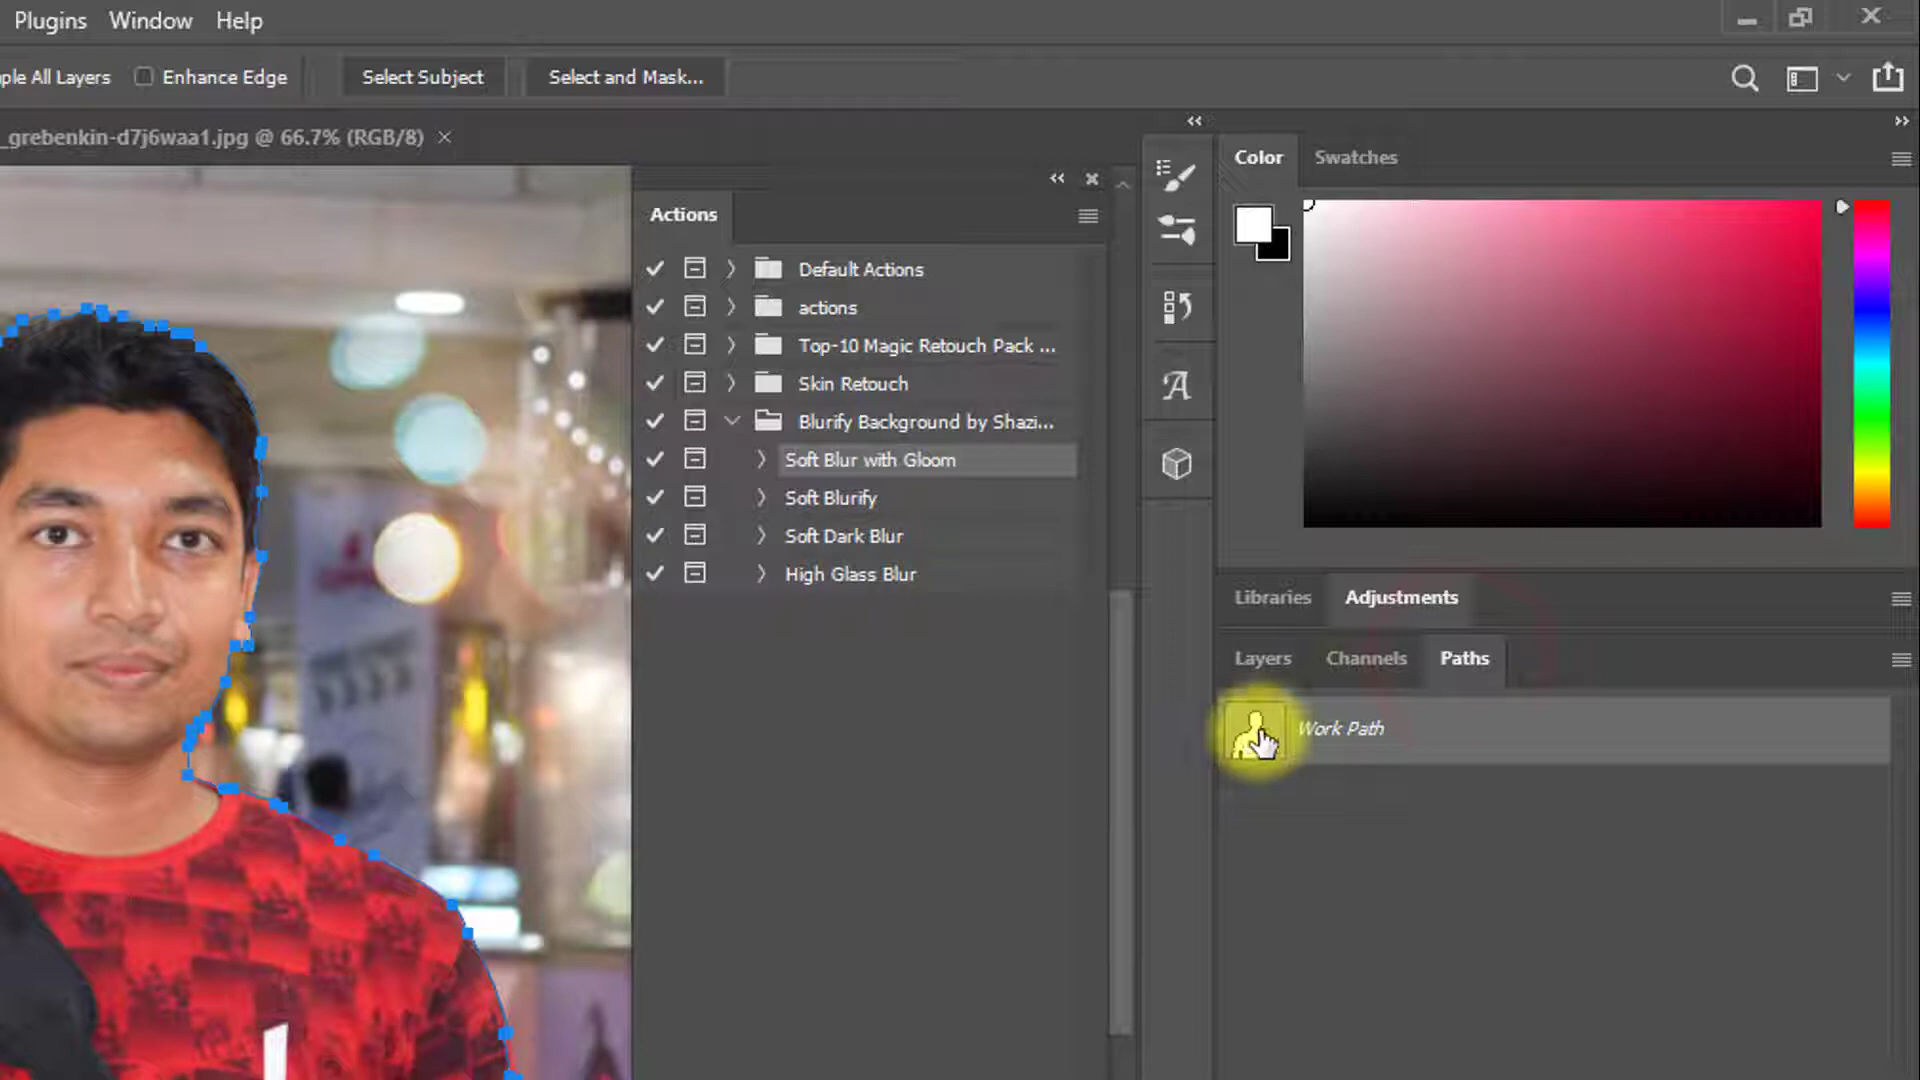 Plugins Window Help
ple All Layers Enhance Edge Select Subject Select and Mask...
_grebenkin-d7j6waa1.jpg @ 66.7% (RGB/8)
Actions
Default Actions
actions
Top-10 Magic Retouch Pack ...
Skin Retouch
Blurify Background by Shazi...
Soft Blur with Gloom
Soft Blurify
Soft Dark Blur
High Glass Blur
Color Swatches
Libraries Adjustments
Layers Channels Paths
Work Path